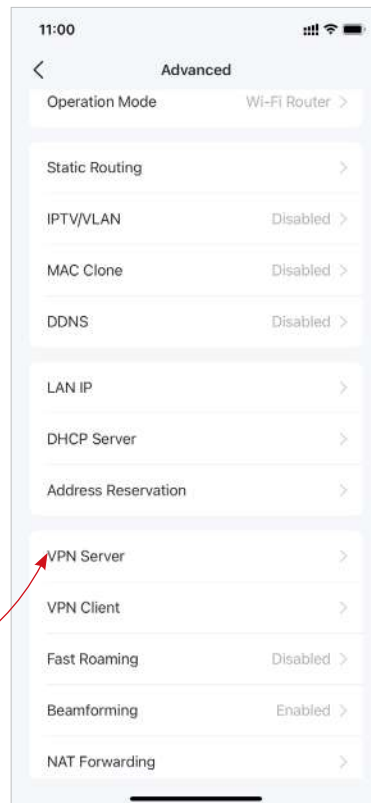 11:00
Advanced
Operation Mode Wi-Fi Router
Static Routing
IPTV/VLAN Disabled
MAC Clone Disabled
DDNS Disabled
LAN IP
DHCP Server
Address Reservation
VPN Server
VPN Client
Fast Roaming Disabled
Beamforming Enabled
NAT Forwarding